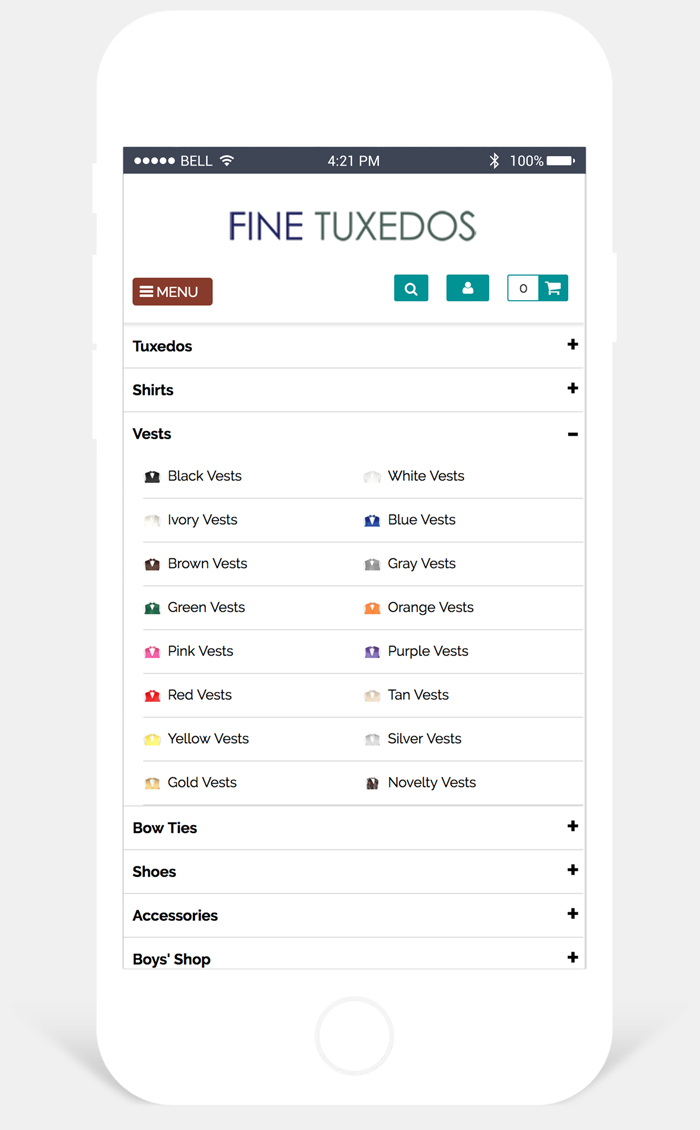 BELL 4:21 PM 100%
FINE TUXEDOS
MENU 0
Tuxedos
Shirts
Vests
Black Vests White Vests
Ivory Vests Blue Vests
Brown Vests Gray Vests
Green Vests Orange Vests
Pink Vests Purple Vests
Red Vests Tan Vests
Yellow Vests Silver Vests
Gold Vests Novelty Vests
Bow Ties
Shoes
Accessories
Boys' Shop